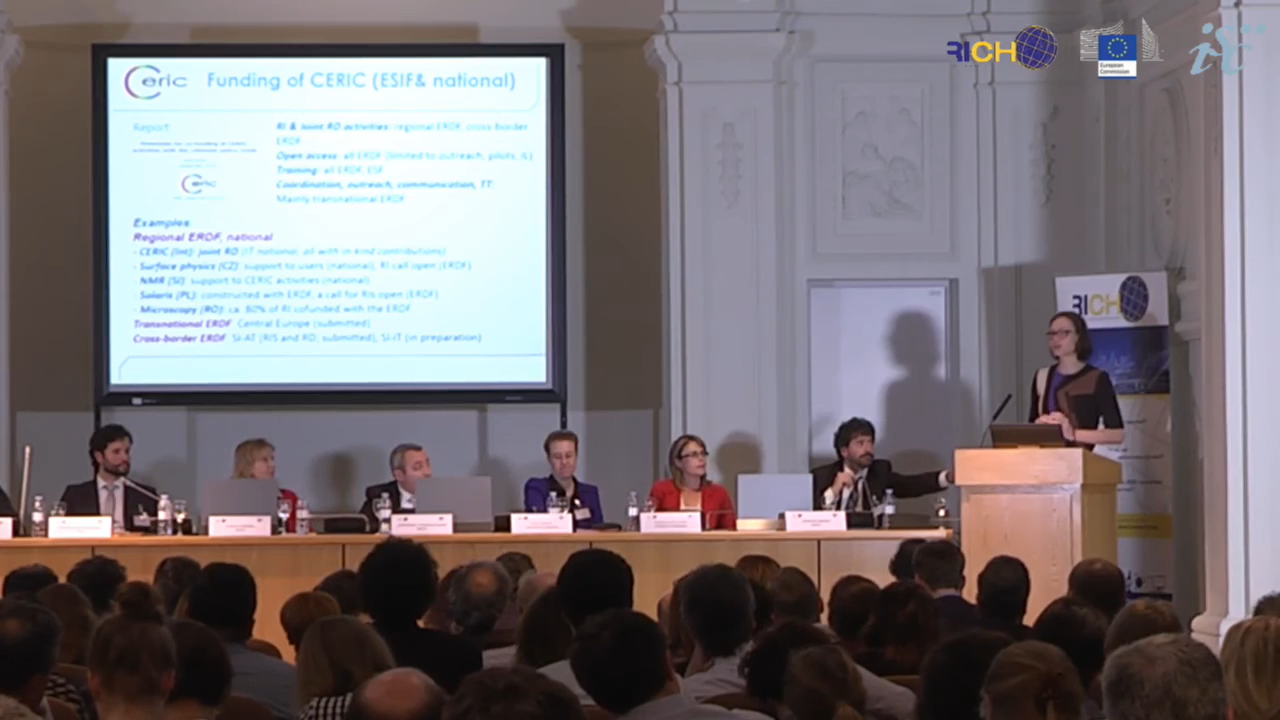 RICH
European
Commission
iSC
Ceric
Funding of CERIC (ESIF& national)
Report:
RI & Joint RD activities: regional ERDF, cross-border
ERDF
Open access: all ERDF (limited to outreach, pilots, IL)
Training: all ERDF, ESF
Coordination, outreach, communication, TT:
Mainly transnational ERDF
Ceric
Examples
Regional ERDF, national
- CERIC (Int): joint RD (IT national, all with in-kind contributions)
- Surface physics (CZ): support to users (national), RI call open (ERDF)
- NMR (SI): support to CERIC activities (national)
- Solaris (PL): constructed with ERDF, a call for RIs open (ERDF)
- Microscopy (RO): ca. 80% of RI cofunded with the ERDF
Transnational ERDF: Central Europe (submitted)
Cross-border ERDF: SI-AT (RIS and RD, submitted), SI-IT (in preparation)
RICH